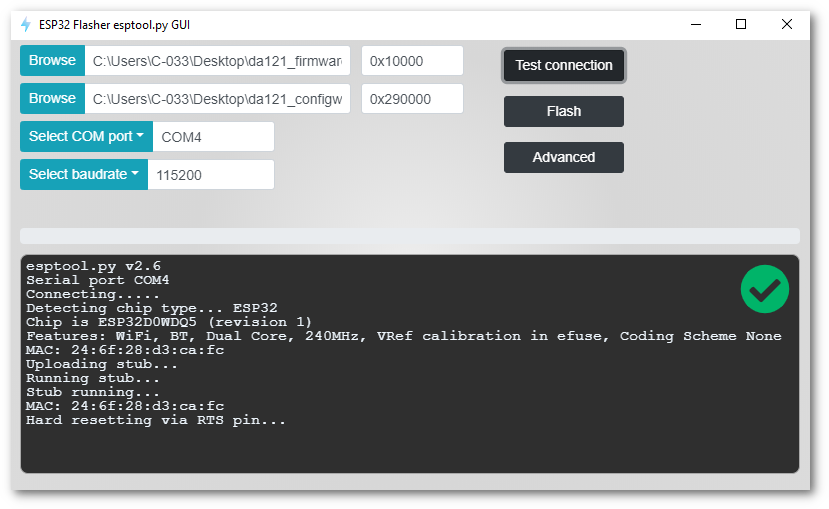 ESP32 Flasher esptool.py GUI
Browse C:\Users\C-033\Desktop\da121_firmwar 0x10000 Test connection
Browse C:\Users\C-033\Desktop\da121_configw 0x290000
Flash
Select COM port COM4
Advanced
Select baudrate 115200
esptool.py v2.6
Serial port COM4
Connecting.....
Detecting chip type... ESP32
Chip is ESP32D0WDQ5 (revision 1)
Features: WiFi, BT, Dual Core, 240MHz, VRef calibration in efuse, Coding Scheme None
MAC: 24:6f:28:d3:ca:fc
Uploading stub...
Running stub...
Stub running...
MAC: 24:6f:28:d3:ca:fc
Hard resetting via RTS pin...